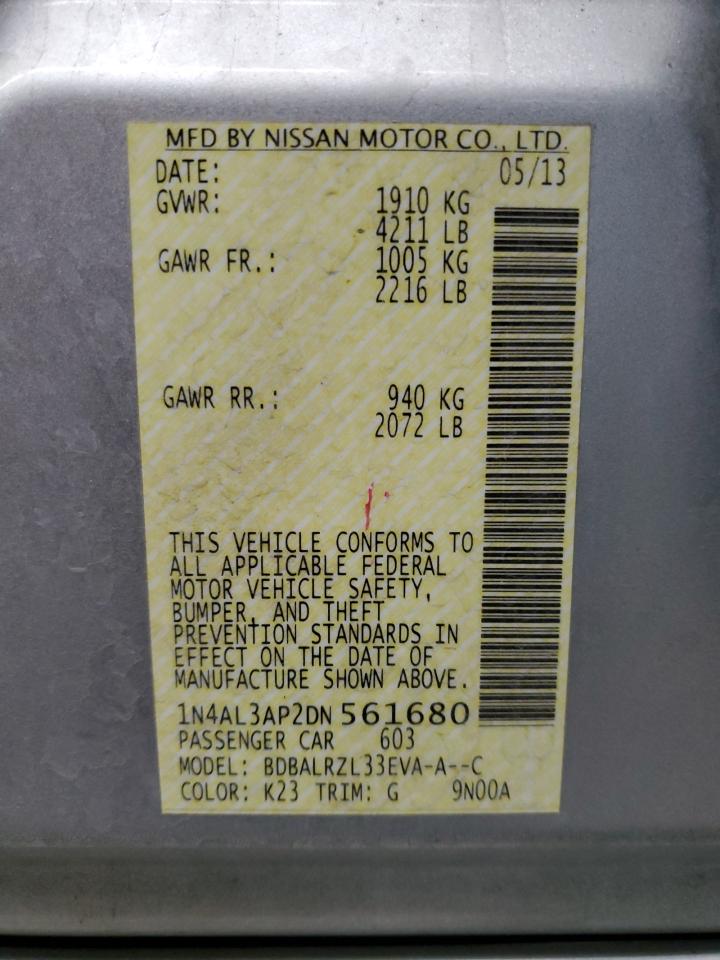 MFD BY NISSAN MOTOR CO., LTD.
DATE: 05/13
GVWR: 1910 KG
4211 LB
GAWR FR.: 1005 KG
2216 LB
GAWR RR.: 940 KG
2072 LB
THIS VEHICLE CONFORMS TO
ALL APPLICABLE FEDERAL
MOTOR VEHICLE SAFETY,
BUMPER, AND THEFT
PREVENTION STANDARDS IN
EFFECT ON THE DATE OF
MANUFACTURE SHOWN ABOVE.
1N4AL3AP2DN 561680
PASSENGER CAR 603
MODEL: BDBALRZL33EVA-A--C
COLOR: K23 TRIM: G 9N00A